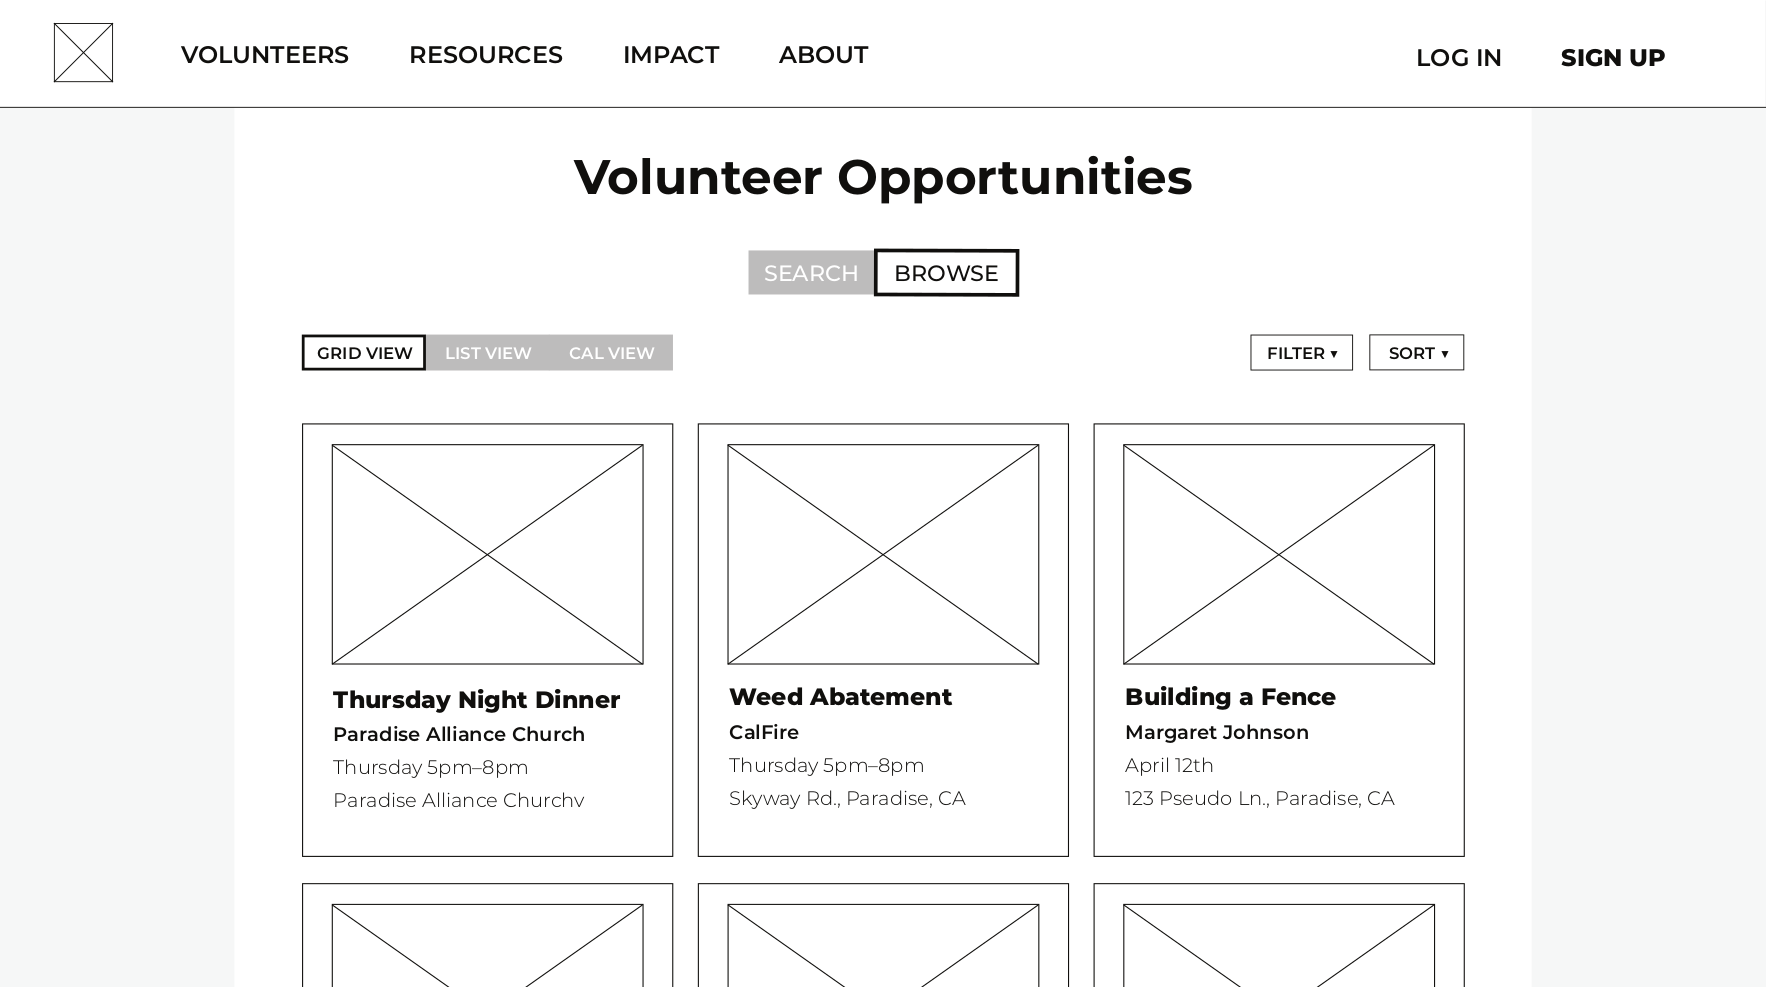 VOLUNTEERS RESOURCES IMPACT ABOUT LOG IN SIGN UP
Volunteer Opportunities
SEARCH BROWSE
GRID VIEW LIST VIEW CAL VIEW FILTER ▾ SORT ▾
Thursday Night Dinner
Paradise Alliance Church
Thursday 5pm–8pm
Paradise Alliance Churchv
Weed Abatement
CalFire
Thursday 5pm–8pm
Skyway Rd., Paradise, CA
Building a Fence
Margaret Johnson
April 12th
123 Pseudo Ln., Paradise, CA